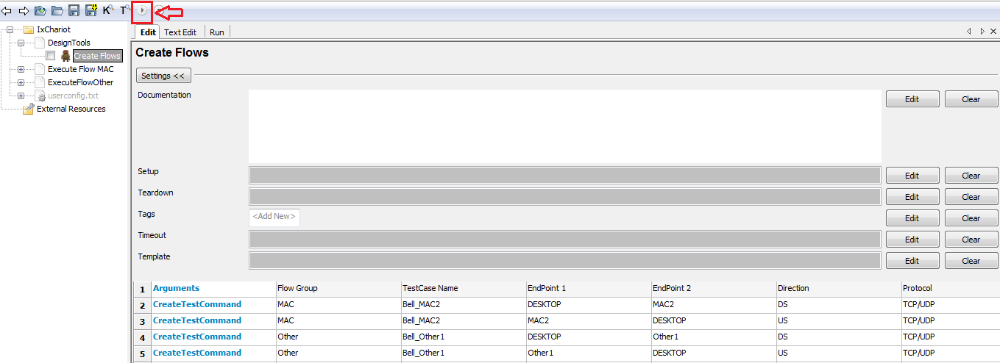 K T
IxChariot
DesignTools
Create Flows
Execute Flow MAC
ExecuteFlowOther
userconfig.txt
External Resources
Edit Text Edit Run
Create Flows
Settings <<
Documentation Edit Clear
Setup Edit Clear
Teardown Edit Clear
Tags <Add New> Edit Clear
Timeout Edit Clear
Template Edit Clear
1 Arguments Flow Group TestCase Name EndPoint 1 EndPoint 2 Direction Protocol
2 CreateTestCommand MAC Bell_MAC2 DESKTOP MAC2 DS TCP/UDP
3 CreateTestCommand MAC Bell_MAC2 MAC2 DESKTOP US TCP/UDP
4 CreateTestCommand Other Bell_Other1 DESKTOP Other1 DS TCP/UDP
5 CreateTestCommand Other Bell_Other1 Other1 DESKTOP US TCP/UDP